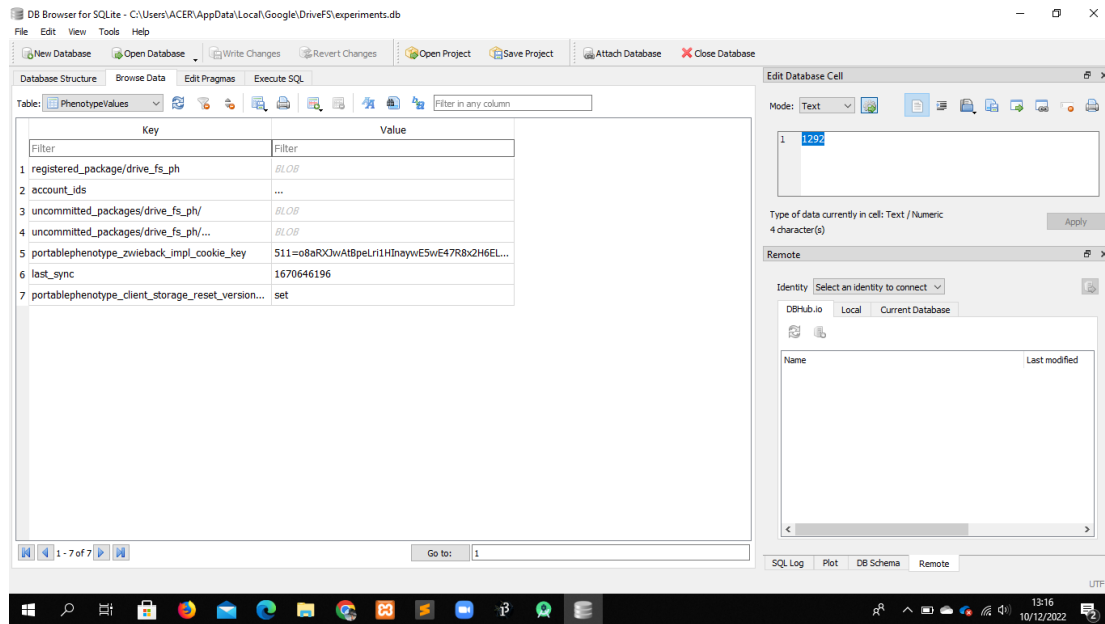 DB Browser for SQLite - C:\Users\ACER\AppData\Local\Google\DriveFS\experiments.db
File Edit View Tools Help
New Database Open Database Write Changes Revert Changes Open Project Save Project Attach Database Close Database
Database Structure Browse Data Edit Pragmas Execute SQL
Table: PhenotypeValues Filter in any column
Key Value
Filter Filter
1 registered_package/drive_fs_ph BLOB
2 account_ids ...
3 uncommitted_packages/drive_fs_ph/ BLOB
4 uncommitted_packages/drive_fs_ph/... BLOB
5 portablephenotype_zwieback_impl_cookie_key 511=o8aRXJwAtBpeLri1HInaywE5wE47R8x2H6EL...
6 last_sync 1670646196
7 portablephenotype_client_storage_reset_version... set
1 - 7 of 7 Go to: 1
Edit Database Cell
Mode: Text
1 1292
Type of data currently in cell: Text / Numeric
4 character(s)
Apply
Remote
Identity Select an identity to connect
DBHub.io Local Current Database
Name Last modified
SQL Log Plot DB Schema Remote
UTF
13:16
10/12/2022
2